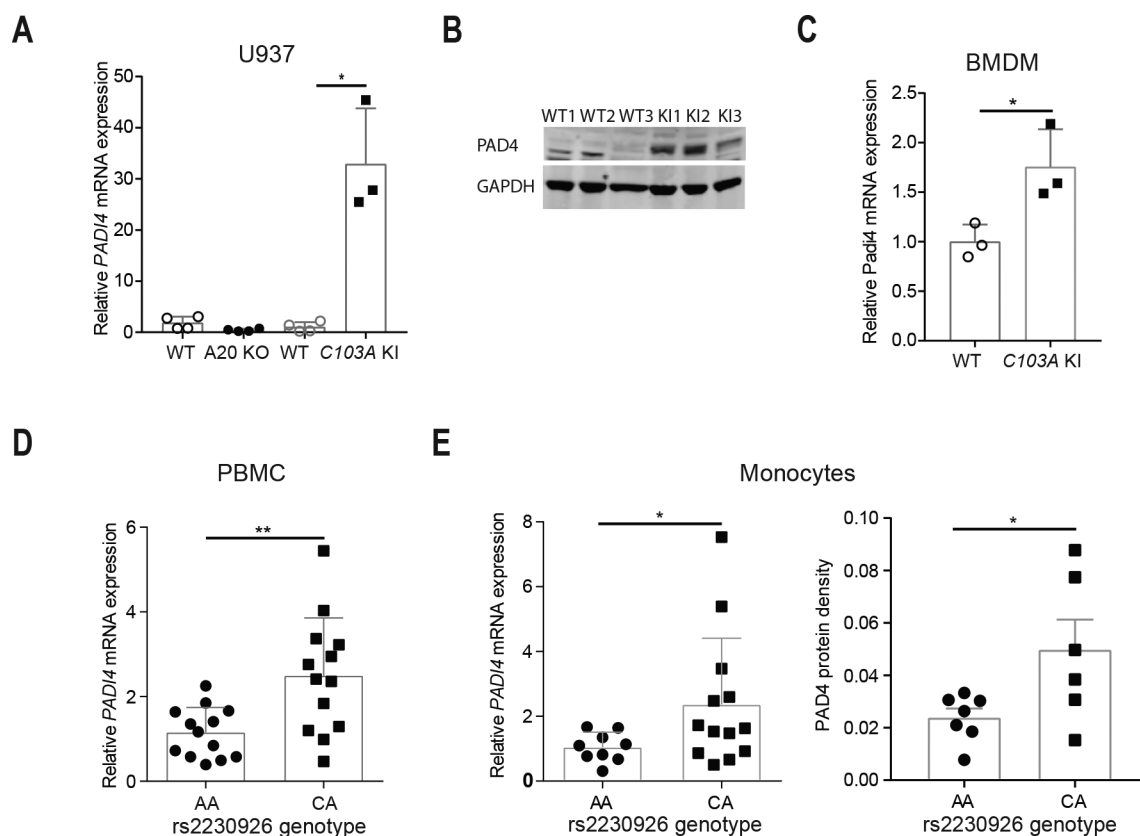 A
U937
Relative PADI4 mRNA expression
50
40
30
20
10
0
*
WT A20 KO WT C103A KI
B
WT1 WT2 WT3 KI1 KI2 KI3
PAD4
GAPDH
C
BMDM
Relative Padi4 mRNA expression
2.5
2.0
1.5
1.0
0.5
0.0
*
WT C103A KI
D
PBMC
Relative PADI4 mRNA expression
6
4
2
0
**
AA CA
rs2230926 genotype
E
Monocytes
Relative PADI4 mRNA expression
8
6
4
2
0
*
AA CA
rs2230926 genotype
PAD4 protein density
0.10
0.08
0.06
0.04
0.02
0.00
*
AA CA
rs2230926 genotype